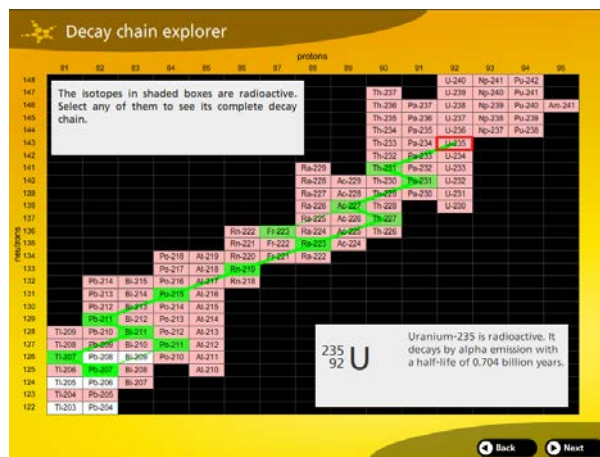 Decay chain explorer
protons
81 82 83 84 85 86 87 88 89 90 91 92 93 94 95
The isotopes in shaded boxes are radioactive.
Select any of them to see its complete decay
chain.
neutrons
148 U-240 Np-241 Pu-242
147 Th-237 U-239 Np-240 Pu-241
146 Th-236 Pa-237 U-238 Np-239 Pu-240 Am-241
145 Th-235 Pa-236 U-237 Np-238 Pu-239
144 Th-234 Pa-235 U-236 Np-237 Pu-238
143 Th-233 Pa-234 U-235
142 Th-232 Pa-233 U-234
141 Ra-229 Th-231 Pa-232 U-233
140 Ra-228 Ac-229 Th-230 Pa-231 U-232
139 Ra-227 Ac-228 Th-229 Pa-230 U-231
138 Ra-226 Ac-227 Th-228 U-230
137 Ra-225 Ac-226 Th-227
136 Rn-222 Fr-223 Ra-224 Ac-225 Th-226
135 Rn-221 Fr-222 Ra-223 Ac-224
134 Po-218 At-219 Rn-220 Fr-221 Ra-222
133 Po-217 At-218 Rn-219
132 Pb-214 Bi-215 Po-216 At-217 Rn-218
131 Pb-213 Bi-214 Po-215 At-216
130 Pb-212 Bi-213 Po-214 At-215
129 Pb-211 Bi-212 Po-213 At-214
128 Tl-209 Pb-210 Bi-211 Po-212 At-213
127 Tl-208 Pb-209 Bi-210 Po-211 At-212
126 Tl-207 Pb-208 Bi-209 Po-210 At-211
125 Tl-206 Pb-207 Bi-208 At-210
124 Tl-205 Pb-206 Bi-207
123 Tl-204 Pb-205
122 Tl-203 Pb-204
235
92 U
Uranium-235 is radioactive. It
decays by alpha emission with
a half-life of 0.704 billion years.
Back Next